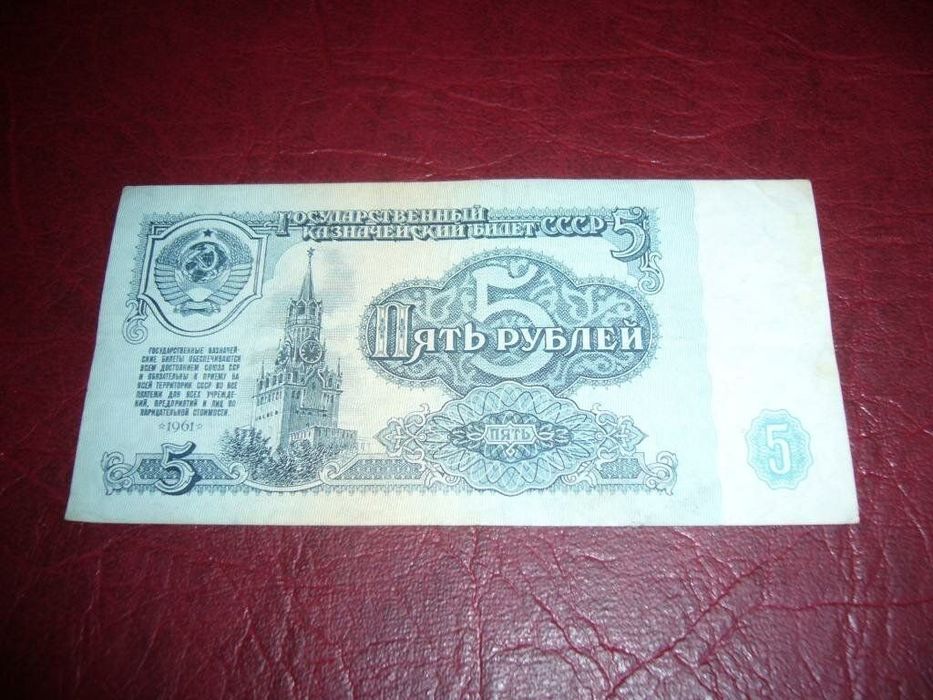 ГОСУДАРСТВЕННЫЙ
КАЗНАЧЕЙСКИЙ БИЛЕТ СССР 5
5
5
ПЯТЬ РУБЛЕЙ
ГОСУДАРСТВЕННЫЕ КАЗНАЧЕЙ-
СКИЕ БИЛЕТЫ ОБЕСПЕЧИВАЮТСЯ
ВСЕМ ДОСТОЯНИЕМ СОЮЗА ССР
И ОБЯЗАТЕЛЬНЫ К ПРИЕМУ НА
ВСЕЙ ТЕРРИТОРИИ СССР ВО ВСЕ
ПЛАТЕЖИ ДЛЯ ВСЕХ УЧРЕЖДЕ-
НИЙ, ПРЕДПРИЯТИЙ И ЛИЦ ПО
НАРИЦАТЕЛЬНОЙ СТОИМОСТИ.
☆1961☆
ПЯТЬ
5
5